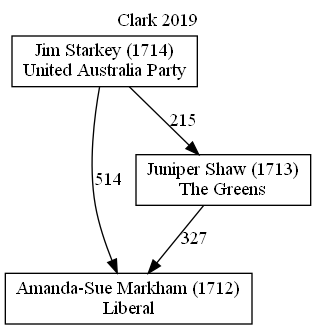 Clark 2019
Jim Starkey (1714)
United Australia Party
215
Juniper Shaw (1713)
The Greens
514
327
Amanda-Sue Markham (1712)
Liberal